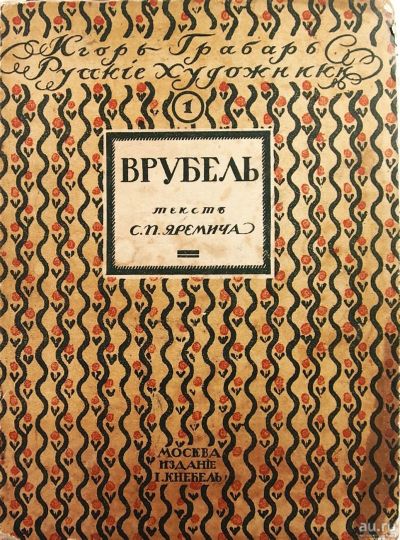 Игорь Грабарь
Русскіе Художники
1
ВРУБЕЛЬ
текстъ
С.П.ЯРЕМИЧА
МОСКВА
ИЗДАНІЕ
І.КНЕБЕЛЬ
au.ru